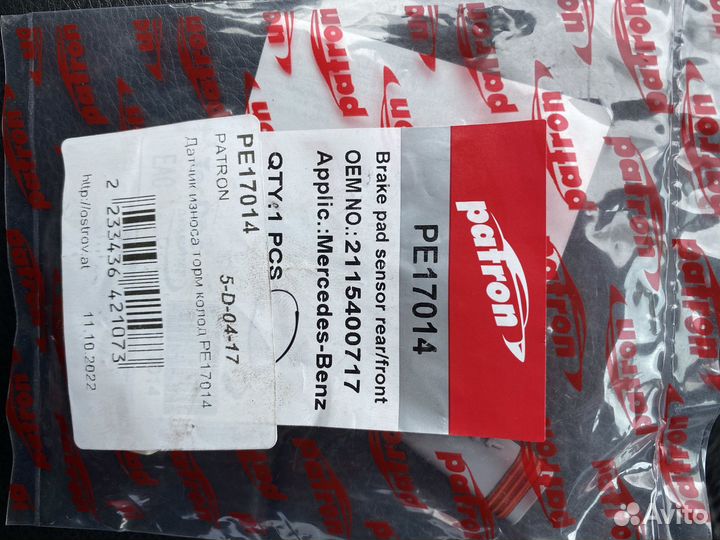 patron
PE17014
Brake pad sensor rear/front
OEM NO.:2115400717
Applic.:Mercedes-Benz
QTY:1 PCS
PE17014
PATRON
5-D-04-17
Датчик износа торм колод PE17014
2 233436 421073
http://ostrov.at
11.10.2022
Avito